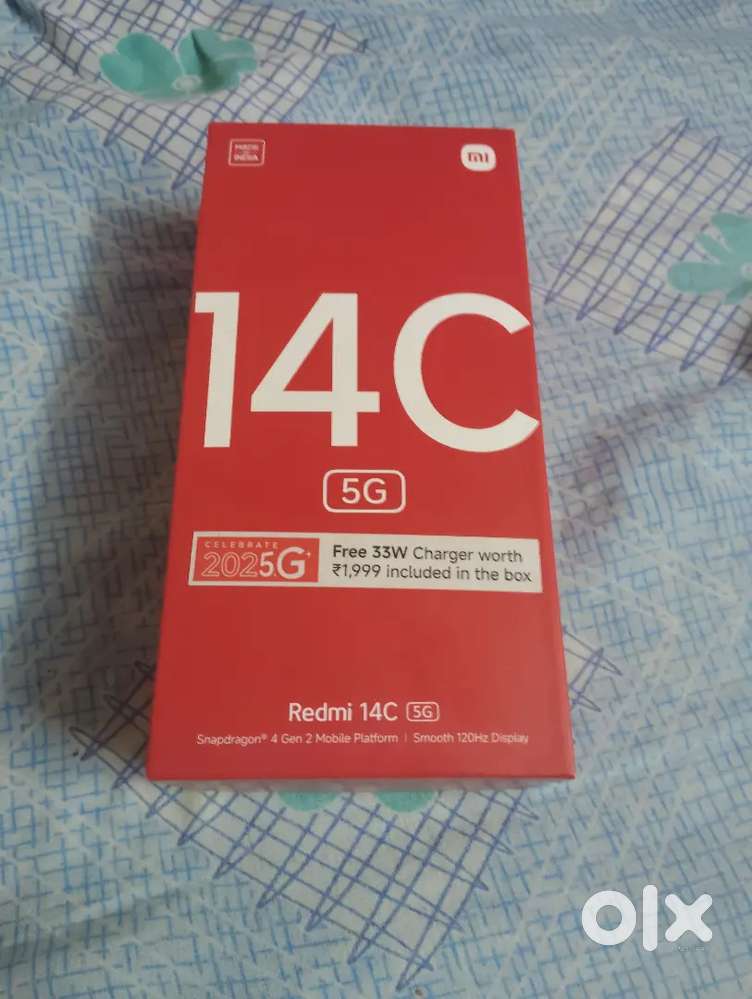 MADE
IN
INDIA
mi
14C
5G
CELEBRATE
2025G+
Free 33W Charger worth
₹1,999 included in the box
Redmi 14C 5G
Snapdragon® 4 Gen 2 Mobile Platform | Smooth 120Hz Display
olx